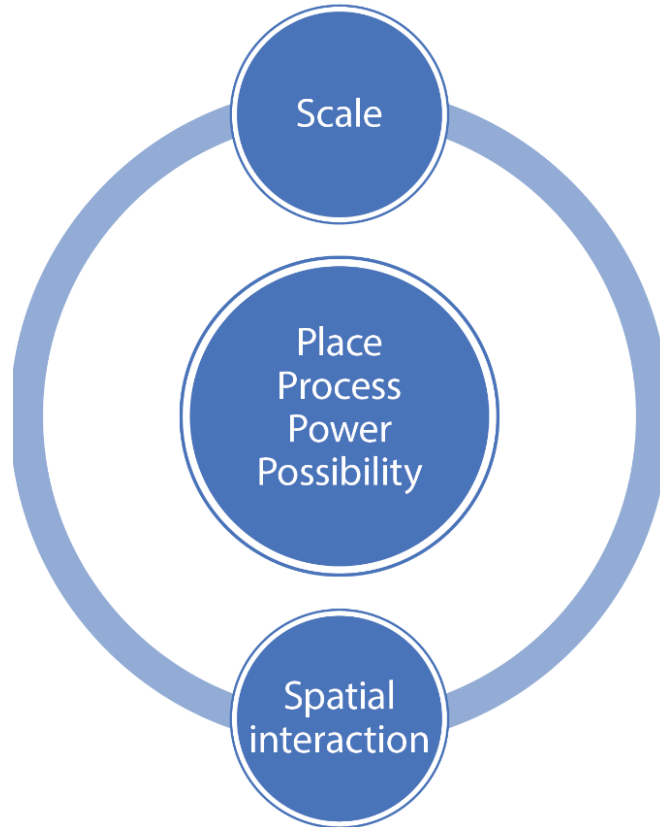 Scale
Place
Process
Power
Possibility
Spatial
interaction